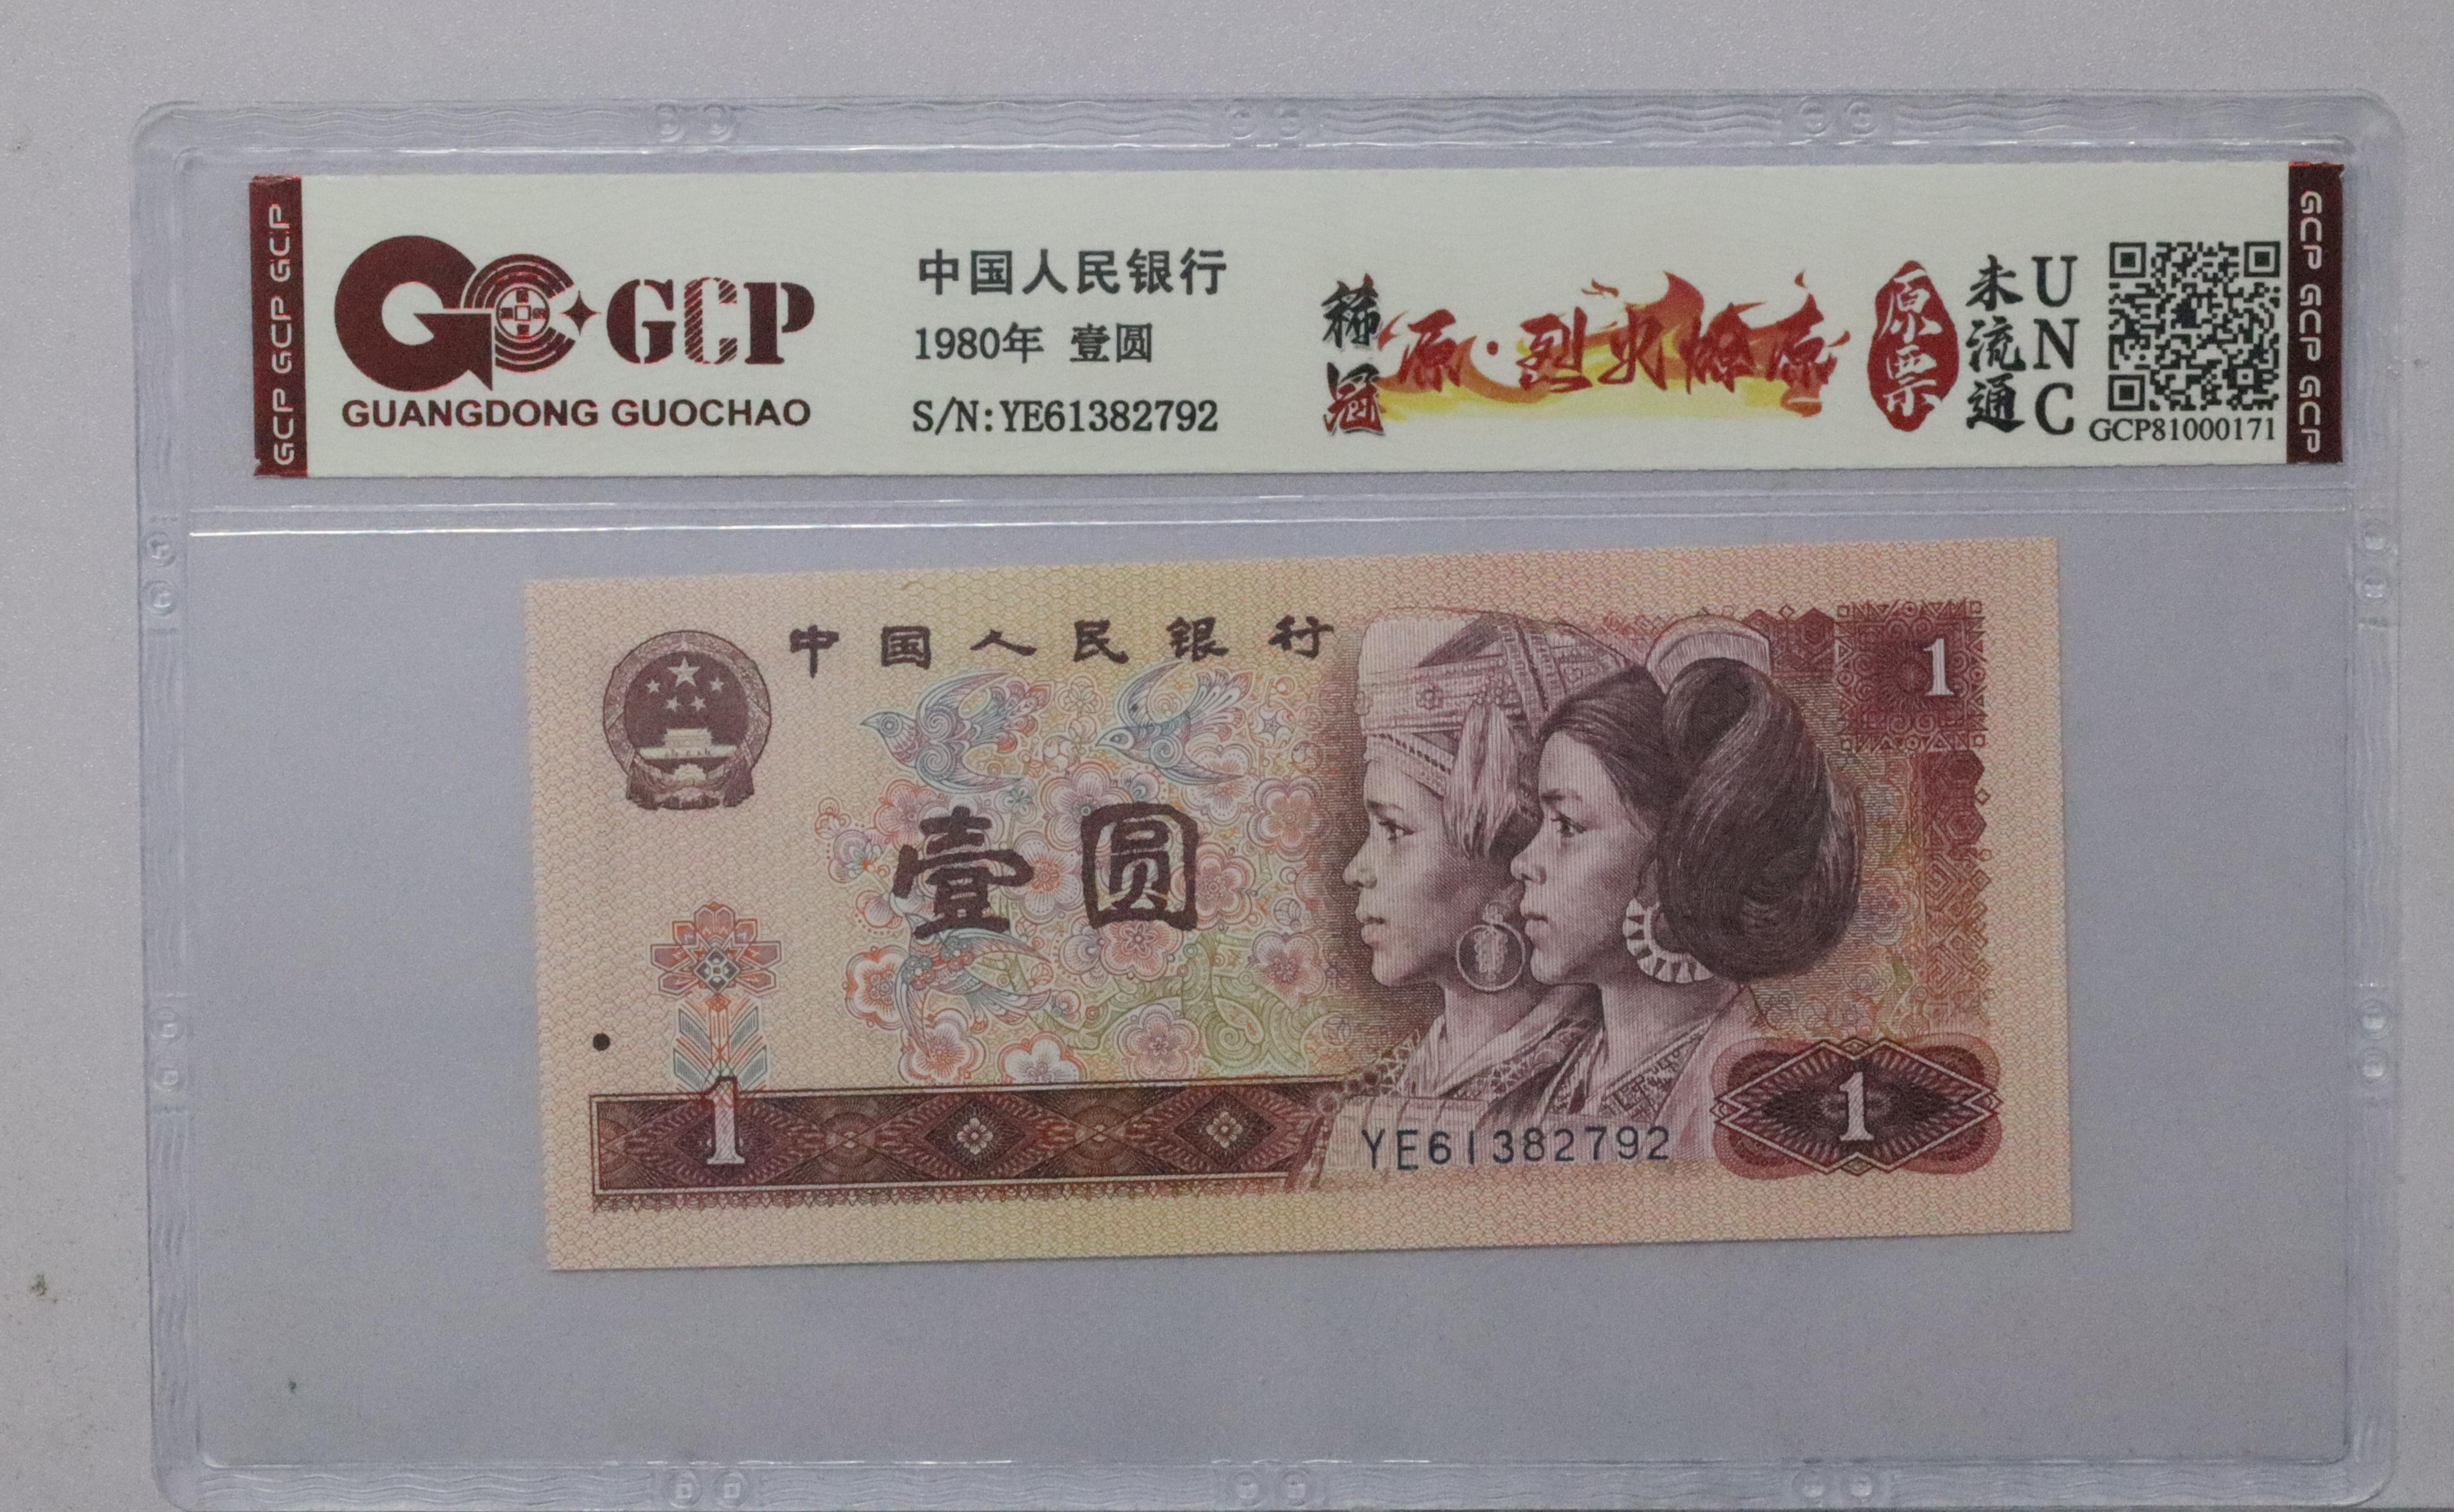 GCP GCP GCP
GCP
GUANGDONG GUOCHAO
中国人民银行
1980年 壹圆
S/N:YE61382792
稀冠
原·烈火燎原
原票
未流通
UNC
GCP81000171
GCP GCP GCP
中国人民银行
1
壹圆
1
YE61382792
1